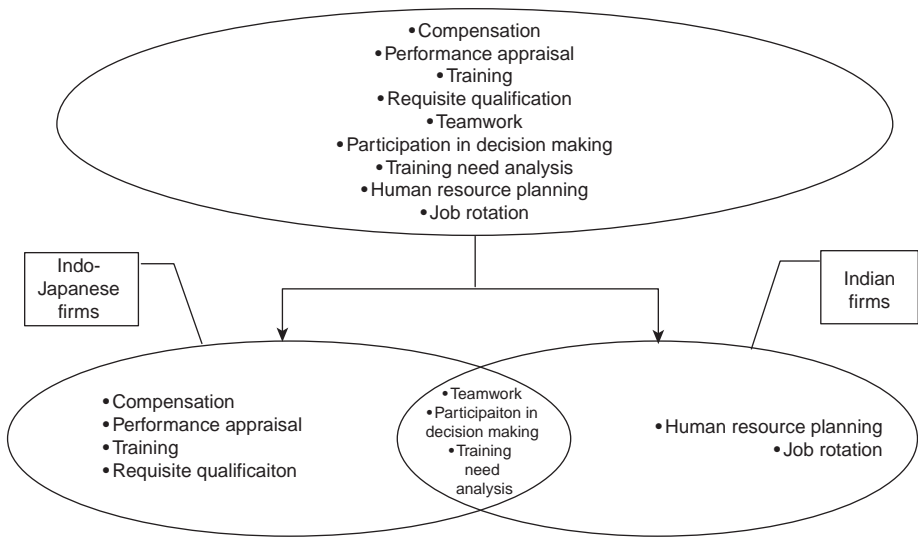 •Compensation
•Performance appraisal
•Training
•Requisite qualification
•Teamwork
•Participation in decision making
•Training need analysis
•Human resource planning
•Job rotation
Indo-
Japanese
firms
Indian
firms
•Compensation
•Performance appraisal
•Training
•Requisite qualificaiton
•Teamwork
•Participaiton in
decision making
•Training
need
analysis
•Human resource planning
•Job rotation